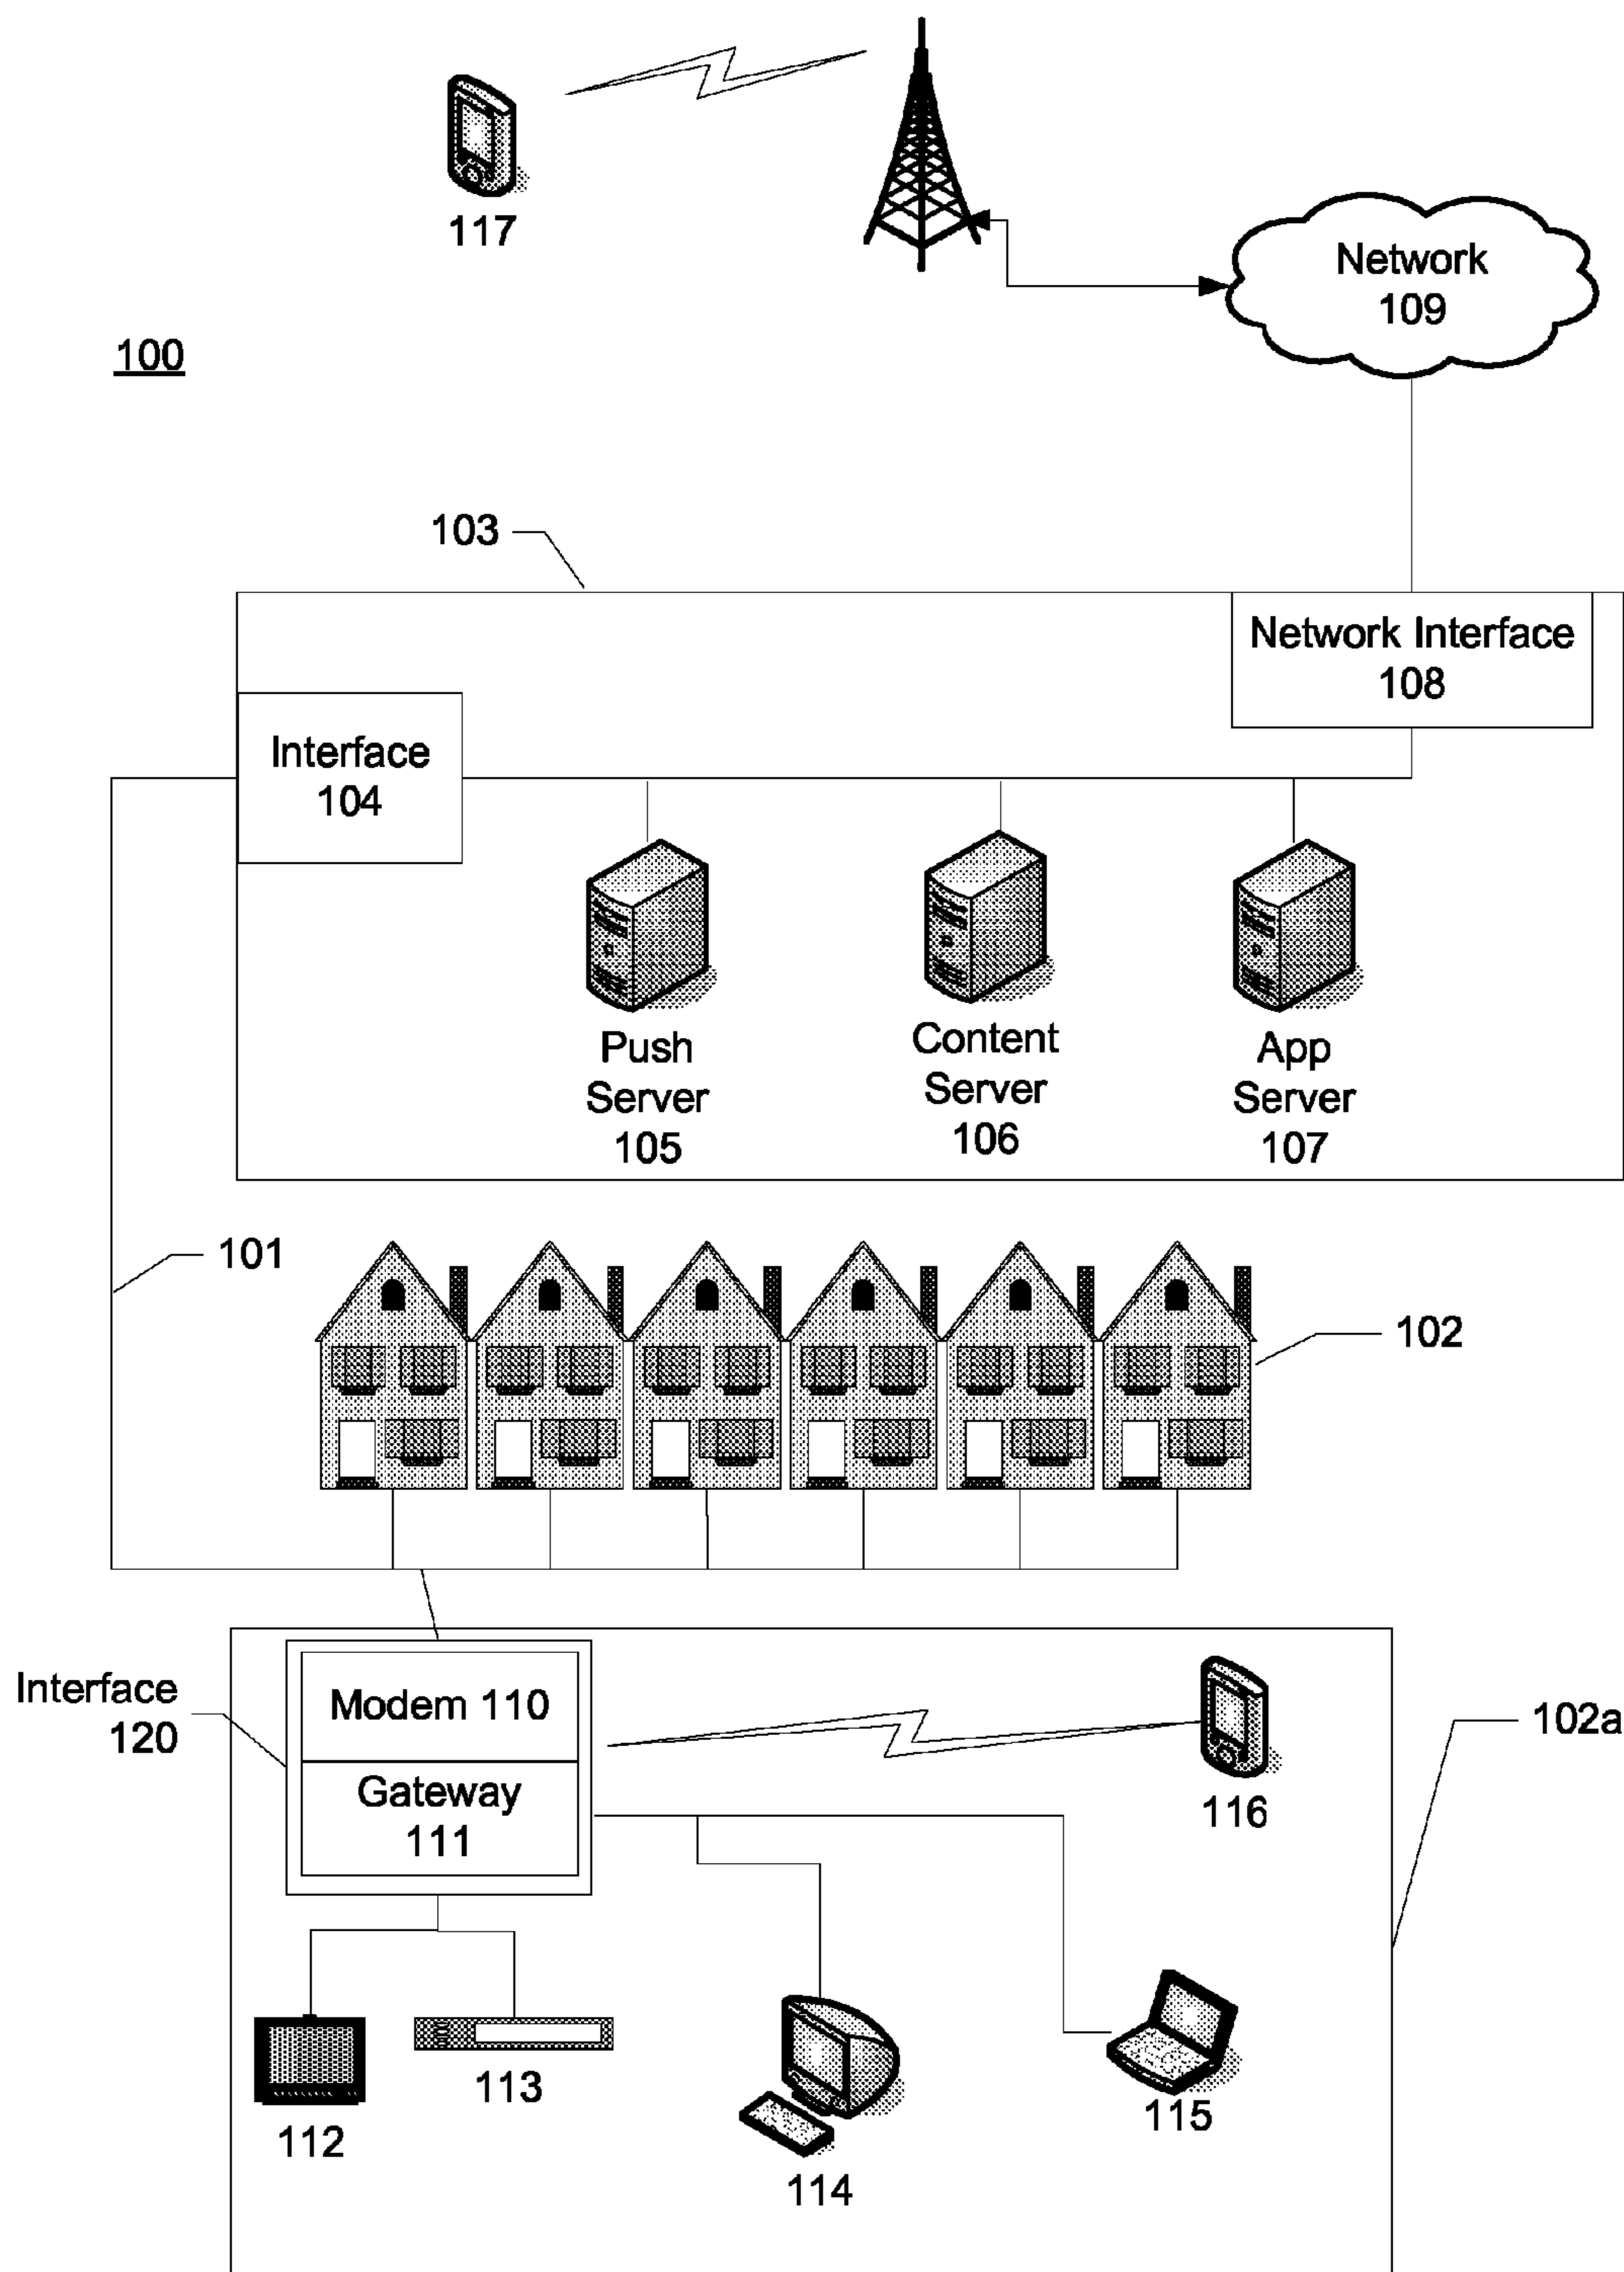 117
Network
109
100
103
Network Interface
108
Interface
104
Push
Server
105
Content
Server
106
App
Server
107
101
102
Interface
120
Modem 110
Gateway
111
102a
116
112
113
114
115